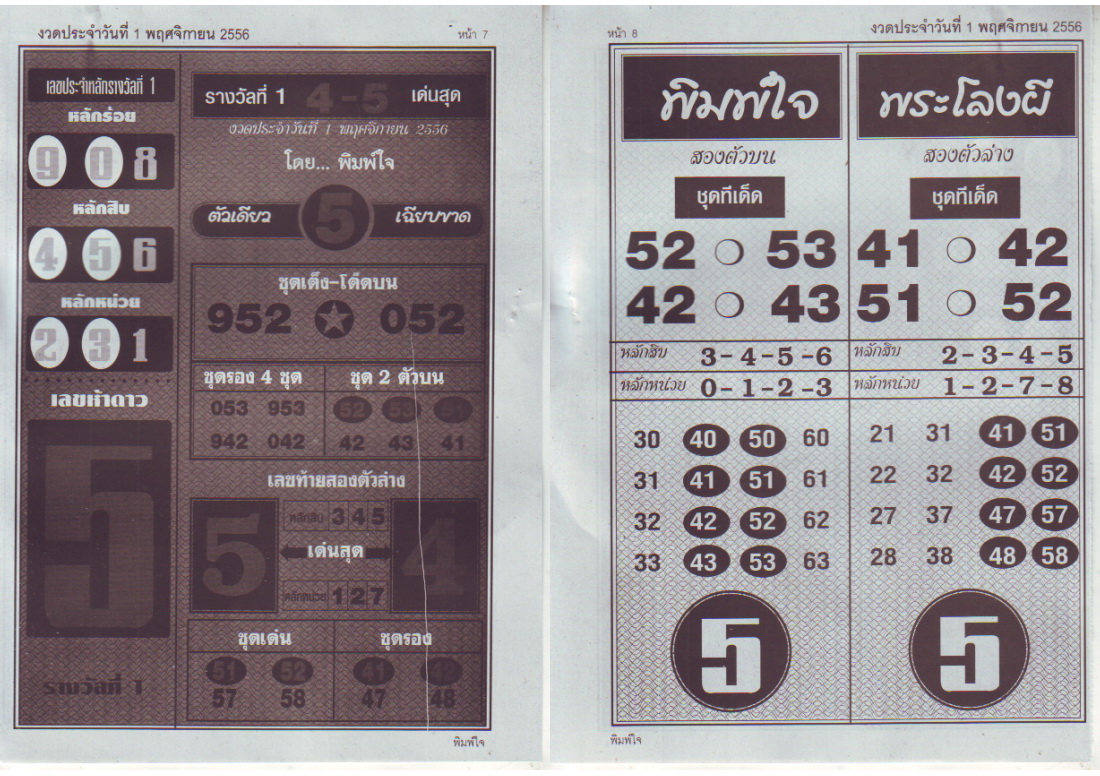 งวดประจำวันที่ 1 พฤศจิกายน 2556
หน้า 7
เลขประจำหลักรางวัลที่ 1
หลักร้อย
9 0 8
หลักสิบ
4 5 6
หลักหน่วย
2 3 1
เลขห้าดาว
5
รางวัลที่ 1
รางวัลที่ 1 4-5 เด่นสุด
งวดประจำวันที่ 1 พฤศจิกายน 2556
โดย... พิมพ์ใจ
ตัวเดียว 5 เฉียบขาด
ชุดเต็ง-โต๊ดบน
952 052
ชุดรอง 4 ชุด
053 953
942 042
ชุด 2 ตัวบน
52 53 51
42 43 41
เลขท้ายสองตัวล่าง
5 หลักสิบ 3 4 5 4
เด่นสุด
หลักหน่วย 1 2 7
ชุดเด่น
51 52
57 58
ชุดรอง
41 42
47 48
พิมพ์ใจ
หน้า 8
งวดประจำวันที่ 1 พฤศจิกายน 2556
พิมพ์ใจ
สองตัวบน
ชุดทีเด็ด
52 53
42 43
หลักสิบ 3-4-5-6
หลักหน่วย 0-1-2-3
30 40 50 60
31 41 51 61
32 42 52 62
33 43 53 63
5
พระโลงผี
สองตัวล่าง
ชุดทีเด็ด
41 42
51 52
หลักสิบ 2-3-4-5
หลักหน่วย 1-2-7-8
21 31 41 51
22 32 42 52
27 37 47 57
28 38 48 58
5
พิมพ์ใจ